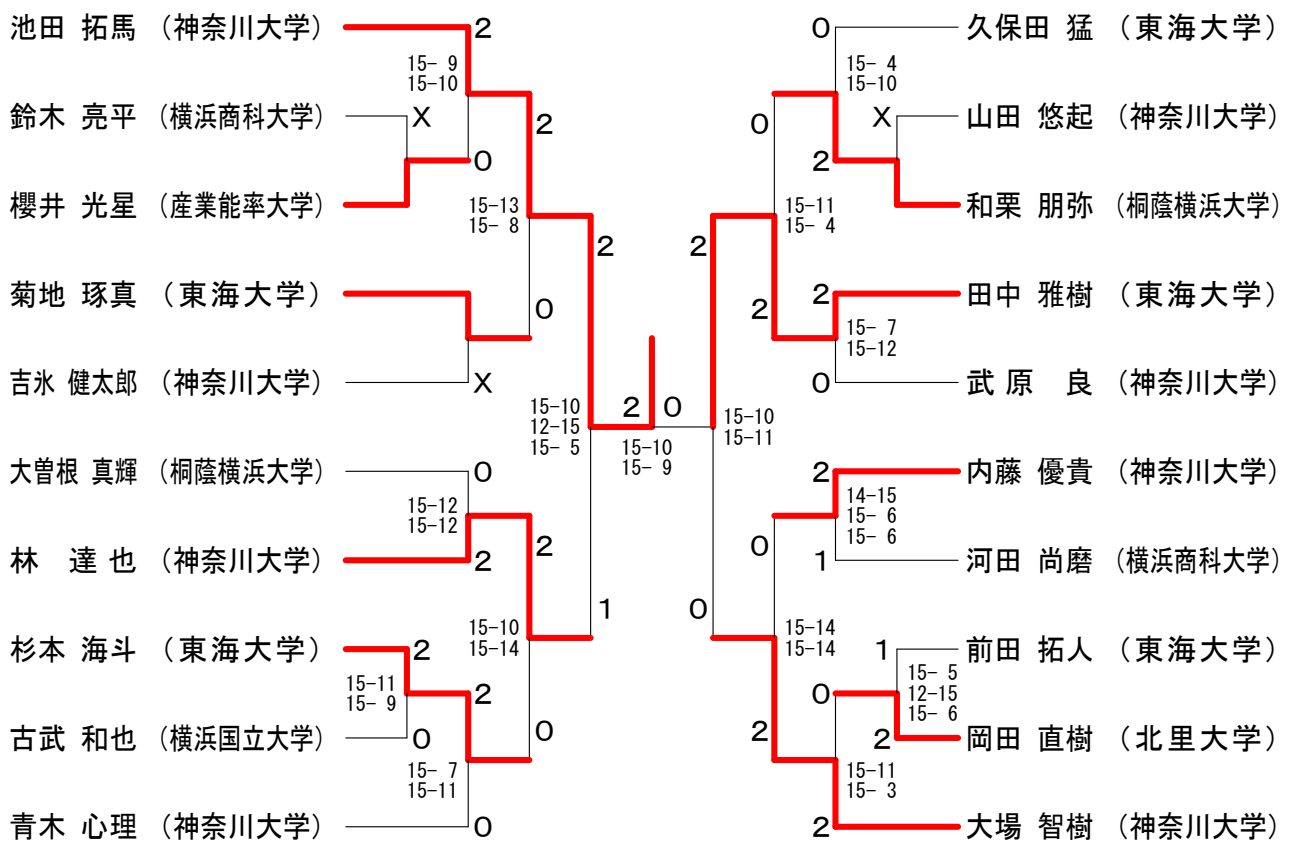 池田 拓馬 （神奈川大学）
2
15- 9
15-10
鈴木 亮平 （横浜商科大学）
X
2
0
櫻井 光星 （産業能率大学）
15-13
15- 8
2
菊地 琢真 （東海大学）
0
吉氷 健太郎 （神奈川大学）
X
15-10
12-15
15- 5
大曽根 真輝 （桐蔭横浜大学）
0
15-12
15-12
2
林 達也 （神奈川大学）
2
1
15-10
15-14
杉本 海斗 （東海大学）
2
15-11
15- 9
2
古武 和也 （横浜国立大学）
0
0
15- 7
15-11
青木 心理 （神奈川大学）
0
2
0
15-10
15- 9
0
久保田 猛 （東海大学）
15- 4
15-10
0
X
山田 悠起 （神奈川大学）
2
和栗 朋弥 （桐蔭横浜大学）
15-11
15- 4
2
2
田中 雅樹 （東海大学）
2
15- 7
15-12
0
武原 良 （神奈川大学）
15-10
15-11
2
内藤 優貴 （神奈川大学）
14-15
15- 6
15- 6
0
1
河田 尚磨 （横浜商科大学）
0
15-14
15-14
1
前田 拓人 （東海大学）
15- 5
12-15
15- 6
0
2
2
岡田 直樹 （北里大学）
15-11
15- 3
2
大場 智樹 （神奈川大学）